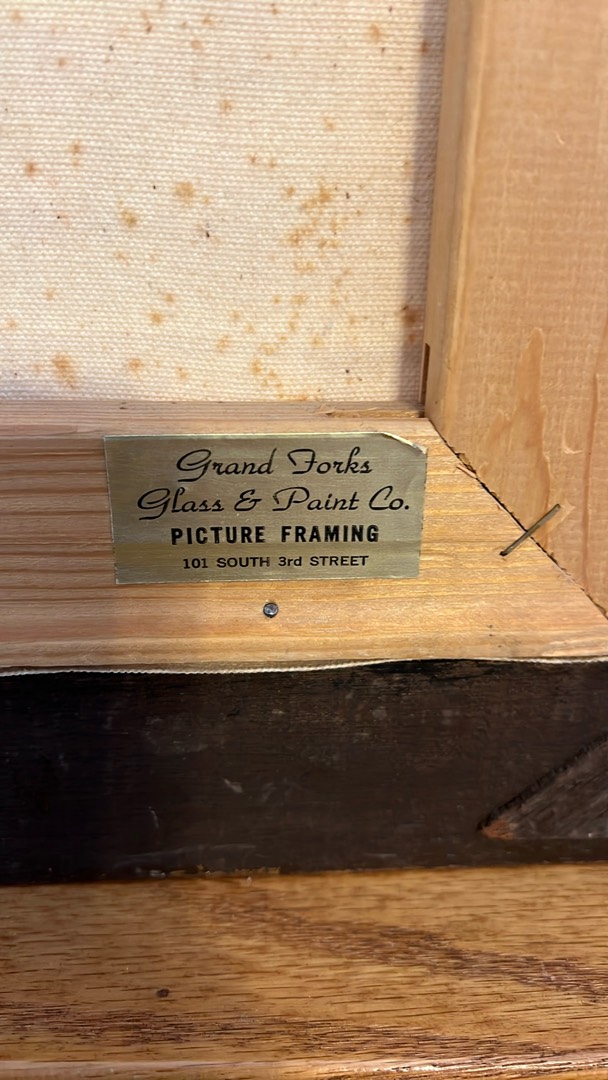 Grand Forks
Glass & Paint Co.
PICTURE FRAMING
101 SOUTH 3rd STREET